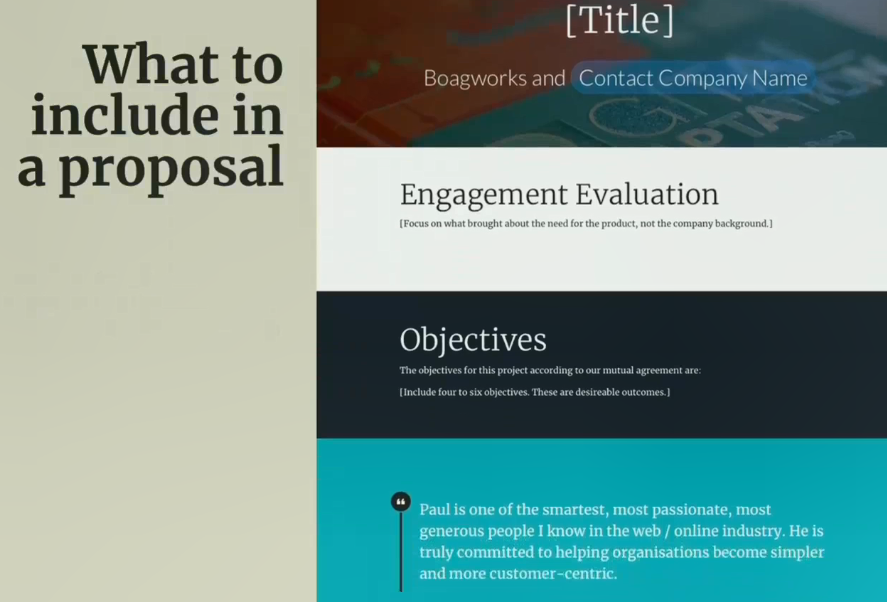 What to
include in
a proposal
[Title]
Boagworks and Contact Company Name
Engagement Evaluation
[Focus on what brought about the need for the product, not the company background.]
Objectives
The objectives for this project according to our mutual agreement are:
[Include four to six objectives. These are desireable outcomes.]
Paul is one of the smartest, most passionate, most
generous people I know in the web / online industry. He is
truly committed to helping organisations become simpler
and more customer-centric.